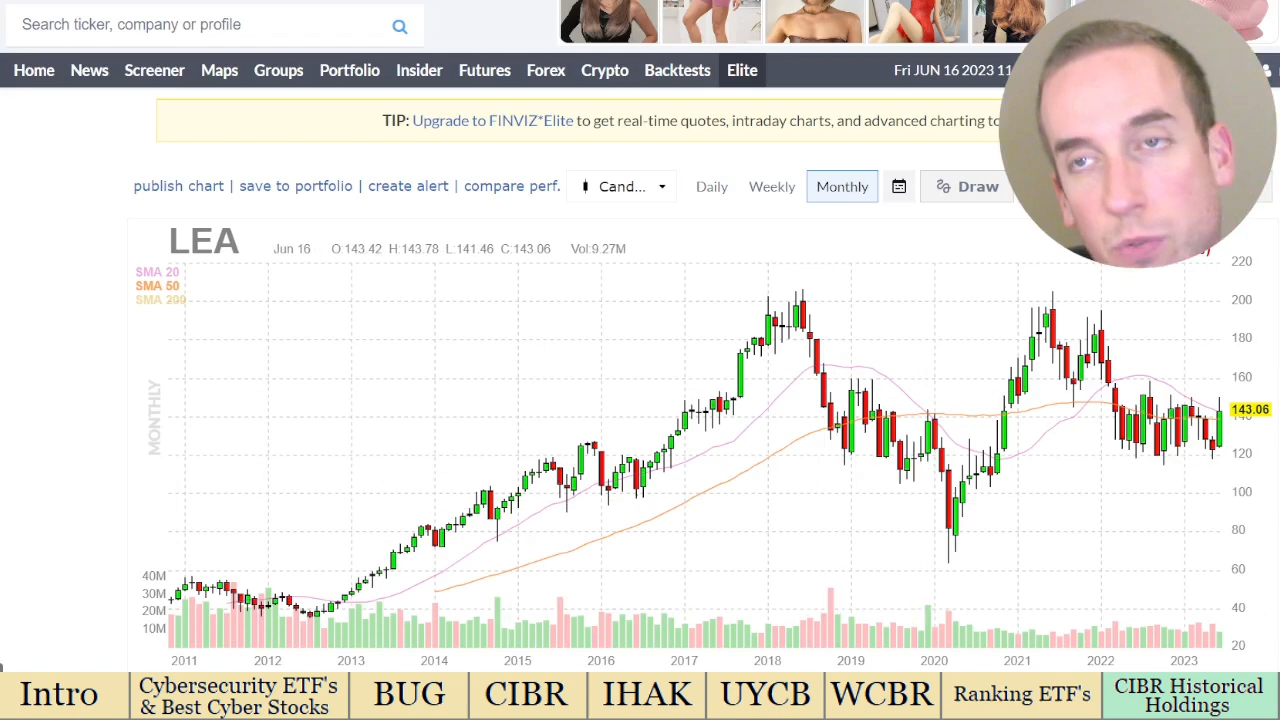 Search ticker, company or profile
Home News Screener Maps Groups Portfolio Insider Futures Forex Crypto Backtests Elite Fri JUN 16 2023 11
TIP: Upgrade to FINVIZ*Elite to get real-time quotes, intraday charts, and advanced charting to
publish chart | save to portfolio | create alert | compare perf. Cand... Daily Weekly Monthly Draw
LEA Jun 16 O:143.42 H:143.78 L:141.46 C:143.06 Vol:9.27M
SMA 20
SMA 50
SMA 200
MONTHLY
220
200
180
160
143.06
140
120
100
80
60
40
20
40M
30M
20M
10M
2011 2012 2013 2014 2015 2016 2017 2018 2019 2020 2021 2022 2023
Intro
Cybersecurity ETF's
& Best Cyber Stocks
BUG
CIBR
IHAK
UYCB
WCBR
Ranking ETF's
CIBR Historical
Holdings